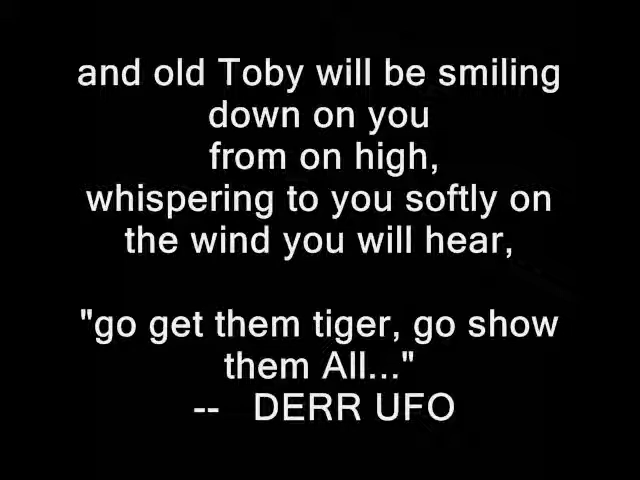 and old Toby will be smiling
down on you
from on high,
whispering to you softly on
the wind you will hear,
"go get them tiger, go show
them All..."
-- DERR UFO